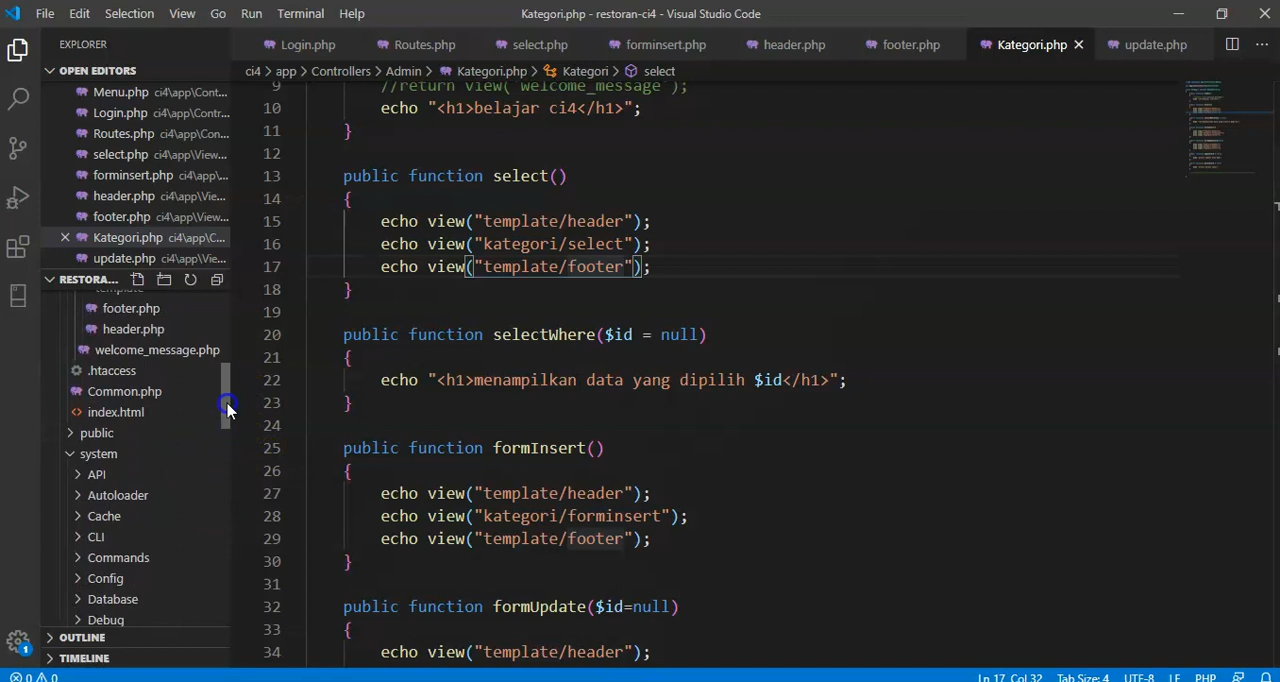 File Edit Selection View Go Run Terminal Help Kategori.php - restoran-ci4 - Visual Studio Code
EXPLORER
Login.php Routes.php select.php forminsert.php header.php footer.php Kategori.php update.php
OPEN EDITORS
Menu.php ci4\app\Cont...
Login.php ci4\app\Contr...
Routes.php ci4\app\Con...
select.php ci4\app\View...
forminsert.php ci4\app\...
header.php ci4\app\Vie...
footer.php ci4\app\View...
Kategori.php ci4\app\C...
update.php ci4\app\Vie...
RESTORA...
template
footer.php
header.php
welcome_message.php
.htaccess
Common.php
index.html
public
system
API
Autoloader
Cache
CLI
Commands
Config
Database
Debug
OUTLINE
TIMELINE
ci4 > app > Controllers > Admin > Kategori.php > Kategori > select
9 //return view('welcome_message');
10 echo "<h1>belajar ci4</h1>";
11 }
12
13 public function select()
14 {
15 echo view("template/header");
16 echo view("kategori/select");
17 echo view("template/footer");
18 }
19
20 public function selectWhere($id = null)
21 {
22 echo "<h1>menampilkan data yang dipilih $id</h1>";
23 }
24
25 public function formInsert()
26 {
27 echo view("template/header");
28 echo view("kategori/forminsert");
29 echo view("template/footer");
30 }
31
32 public function formUpdate($id=null)
33 {
34 echo view("template/header");
1
0 0 Ln 17, Col 32 Tab Size: 4 UTF-8 LF PHP